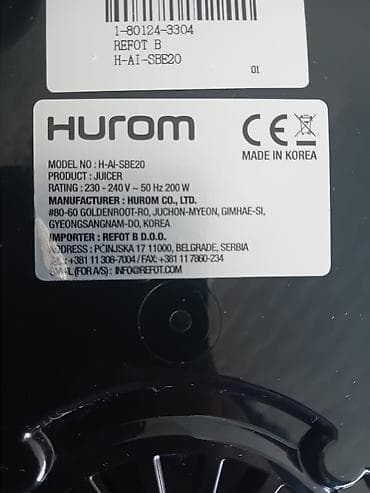 1-80124-3304
REFOT B
H-AI-SBE20
01
HUROM
CE
MADE IN KOREA
MODEL NO : H-AI-SBE20
PRODUCT : JUICER
RATING : 230 - 240 V ~ 50 Hz 200 W
MANUFACTURER : HUROM CO., LTD.
#80-60 GOLDENROOT-RO, JUCHON-MYEON, GIMHAE-SI,
GYEONGSANGNAM-DO, KOREA
IMPORTER : REFOT B D.O.O.
ADDRESS : PČINJSKA 17 11000, BELGRADE, SERBIA
TEL : +381 11 308-7004 / FAX: +381 11 7860-234
(FOR A/S) : INFO@REFOT.COM